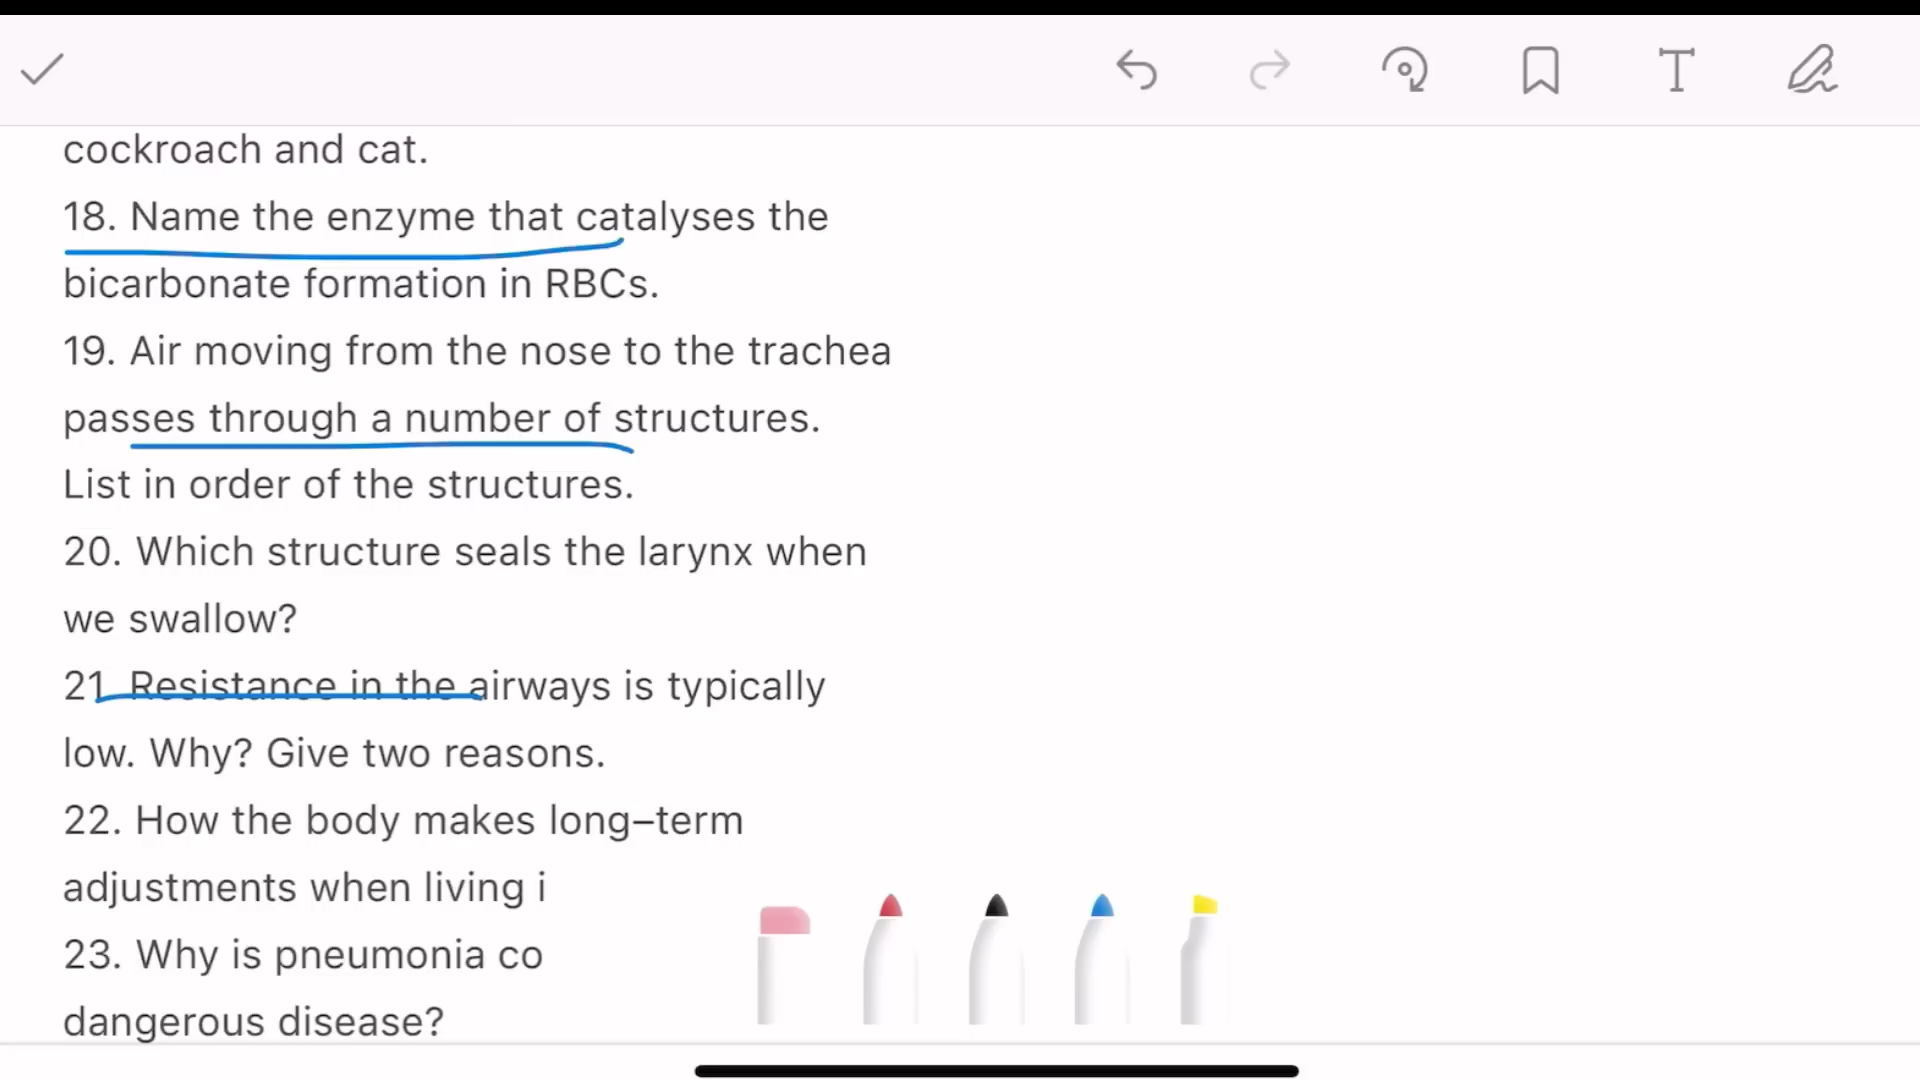 cockroach and cat.
18. Name the enzyme that catalyses the
bicarbonate formation in RBCs.
19. Air moving from the nose to the trachea
passes through a number of structures.
List in order of the structures.
20. Which structure seals the larynx when
we swallow?
21. Resistance in the airways is typically
low. Why? Give two reasons.
22. How the body makes long–term
adjustments when living i
23. Why is pneumonia co
dangerous disease?